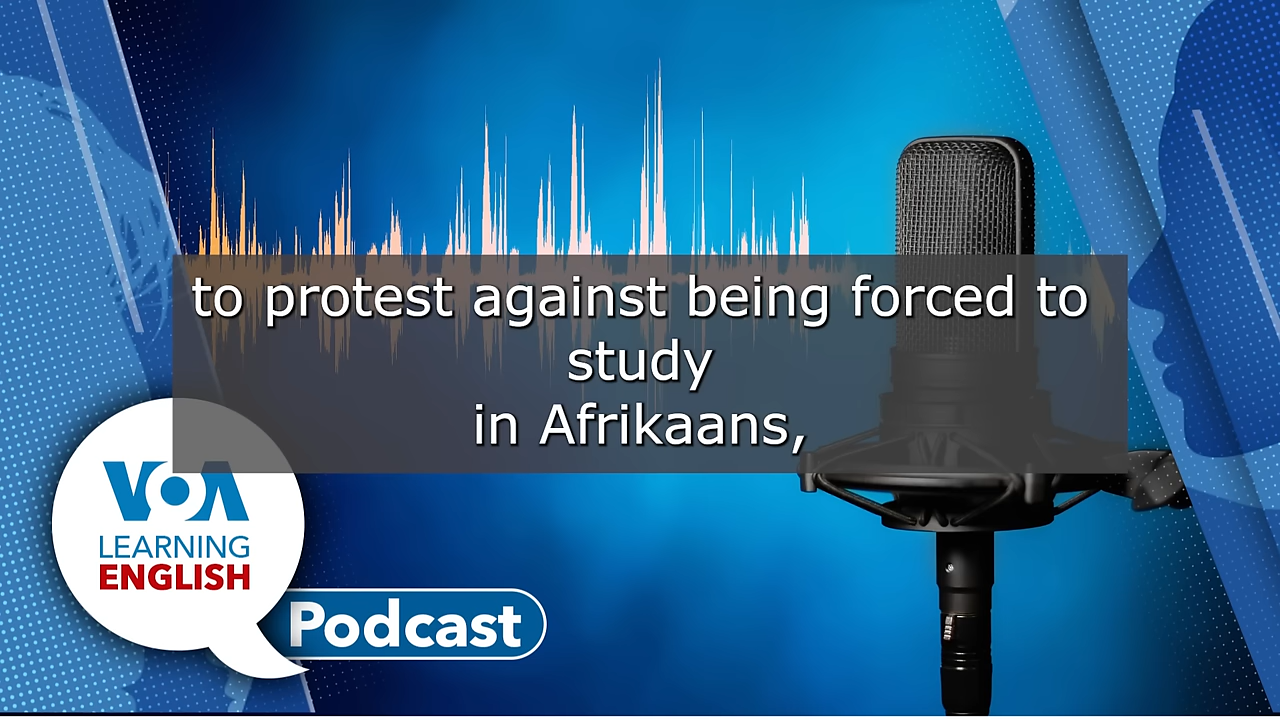 to protest against being forced to
study
in Afrikaans,
VOA
LEARNING
ENGLISH
Podcast